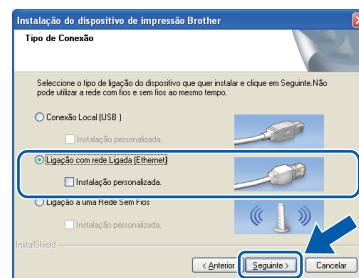 Instalação do dispositivo de impressão Brother
Tipo de Conexão
Seleccione o tipo de ligação do dispositivo que quer instalar e clique em Seguinte.Não
pode utilizar a rede com fios e sem fios ao mesmo tempo.
Conexão Local (USB )
Instalação personalizada.
Ligação com rede Ligada (Ethernet)
Instalação personalizada.
Ligação a uma Rede Sem Fios
Instalação personalizada.
InstallShield
< Anterior
Seguinte >
Cancelar